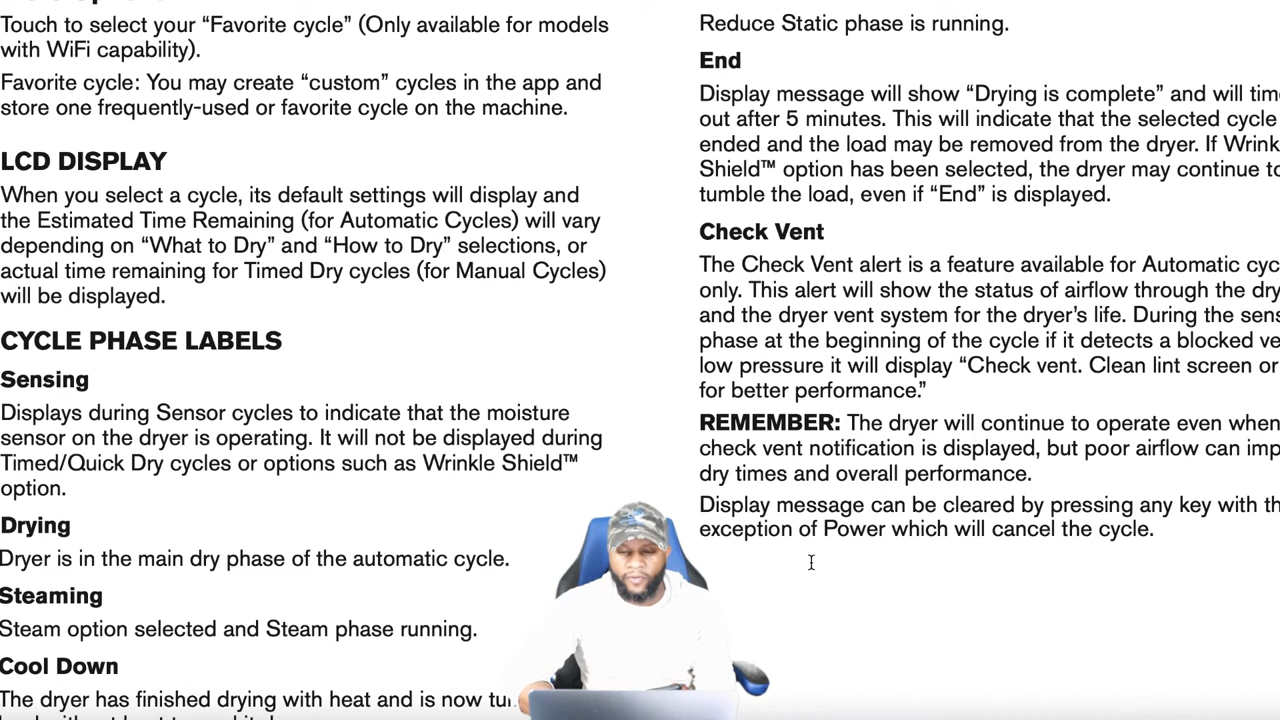 Touch to select your “Favorite cycle” (Only available for models
with WiFi capability).
Favorite cycle: You may create “custom” cycles in the app and
store one frequently-used or favorite cycle on the machine.
LCD DISPLAY
When you select a cycle, its default settings will display and
the Estimated Time Remaining (for Automatic Cycles) will vary
depending on “What to Dry” and “How to Dry” selections, or
actual time remaining for Timed Dry cycles (for Manual Cycles)
will be displayed.
CYCLE PHASE LABELS
Sensing
Displays during Sensor cycles to indicate that the moisture
sensor on the dryer is operating. It will not be displayed during
Timed/Quick Dry cycles or options such as Wrinkle Shield™
option.
Drying
Dryer is in the main dry phase of the automatic cycle.
Steaming
Steam option selected and Steam phase running.
Cool Down
The dryer has finished drying with heat and is now
Reduce Static phase is running.
End
Display message will show “Drying is complete” and will
out after 5 minutes. This will indicate that the selected cycle
ended and the load may be removed from the dryer. If
Shield™ option has been selected, the dryer may continue to
tumble the load, even if “End” is displayed.
Check Vent
The Check Vent alert is a feature available for Automatic
only. This alert will show the status of airflow through the
and the dryer vent system for the dryer’s life. During the
phase at the beginning of the cycle if it detects a blocked
low pressure it will display “Check vent. Clean lint screen or
for better performance.”
REMEMBER: The dryer will continue to operate even when
check vent notification is displayed, but poor airflow can
dry times and overall performance.
Display message can be cleared by pressing any key with
exception of Power which will cancel the cycle.